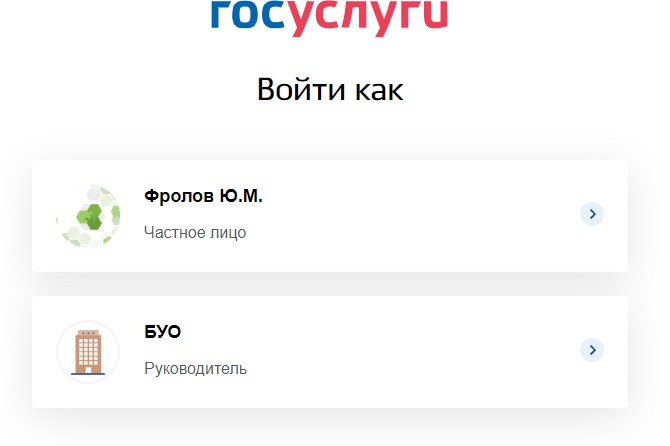 госуслуги
Войти как
Фролов Ю.М.
Частное лицо
БУО
Руководитель